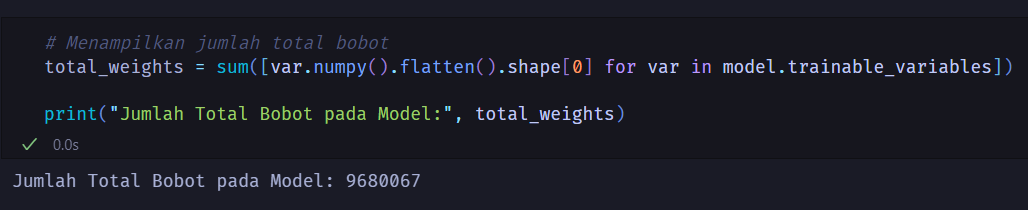 # Menampilkan jumlah total bobot
total_weights = sum([var.numpy().flatten().shape[0] for var in model.trainable_variables])
print("Jumlah Total Bobot pada Model:", total_weights)
0.0s
Jumlah Total Bobot pada Model: 9680067